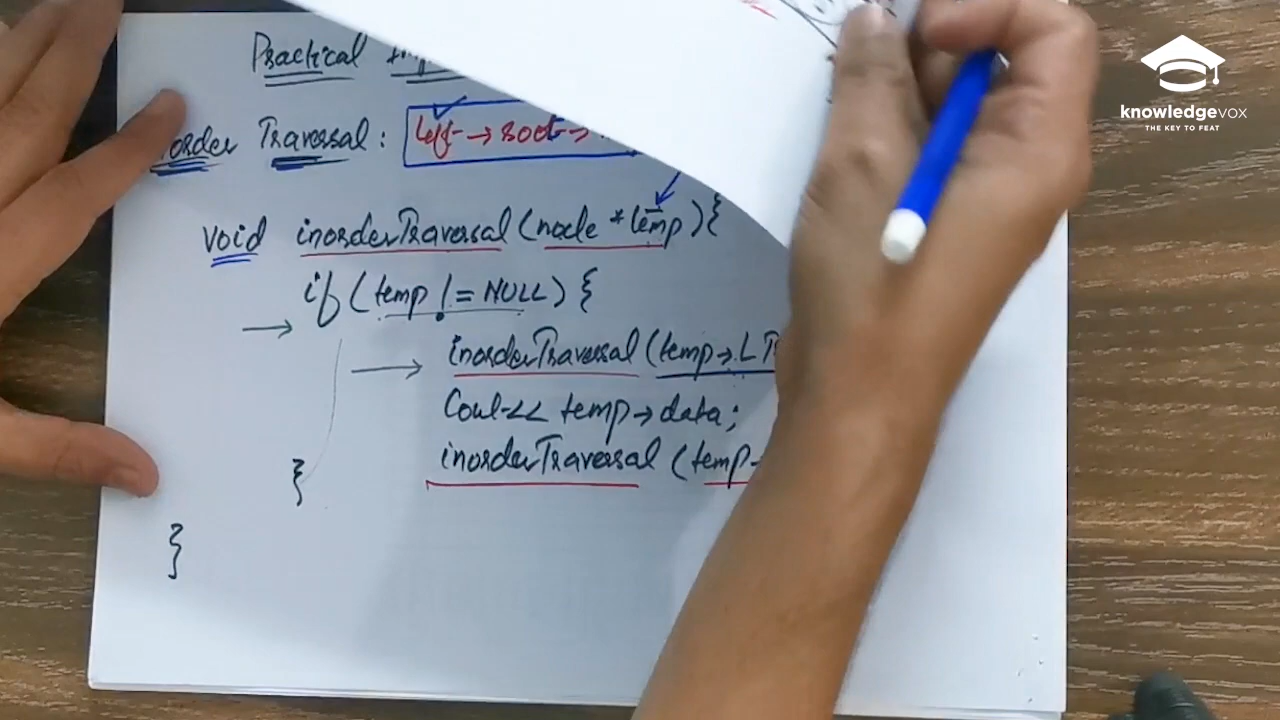 Practical
Traversal: Left → root →
void inorderTraversal (node *temp){
if (temp != NULL) {
inorderTraversal (temp → L
Cout << temp → data;
inorderTraversal (temp -
}
}
knowledgevox
THE KEY TO FEAT